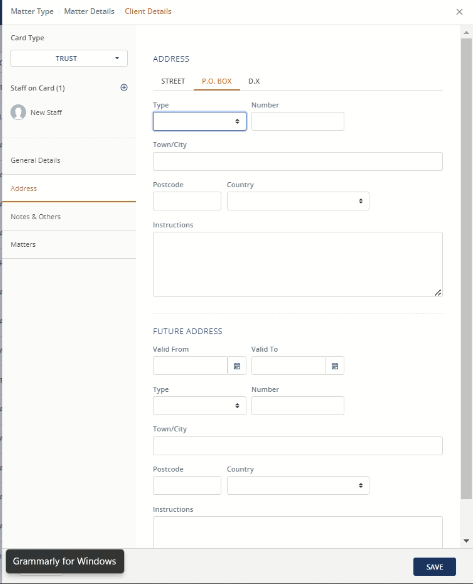 Matter Type Matter Details Client Details
Card Type
TRUST
Staff on Card (1)
New Staff
General Details
Address
Notes & Others
Matters
ADDRESS
STREET P.O. BOX D.X
Type Number
Town/City
Postcode Country
Instructions
FUTURE ADDRESS
Valid From Valid To
Type Number
Town/City
Postcode Country
Instructions
Grammarly for Windows
SAVE